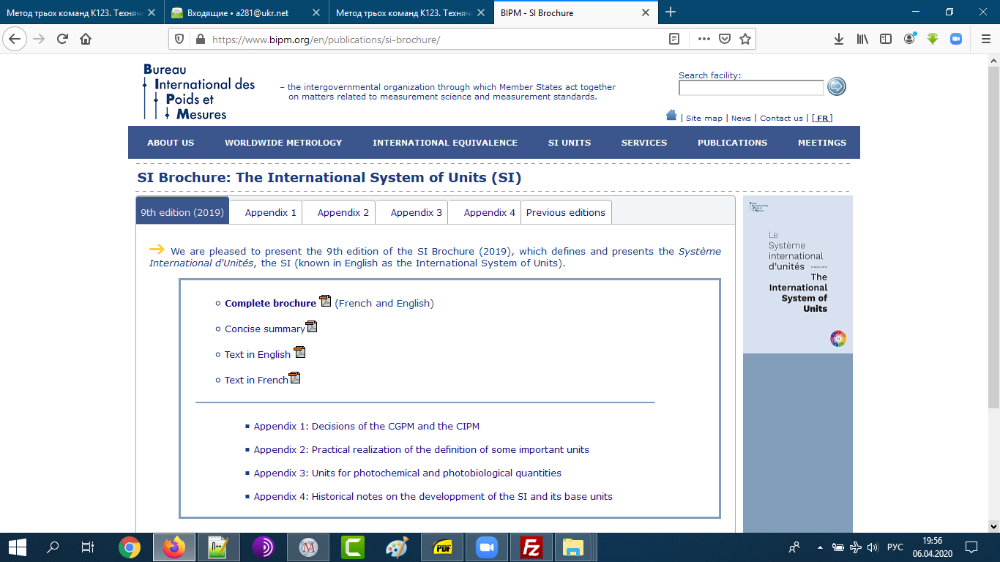 Метод трьох команд К123. Технячн
Входящие • a281@ukr.net
Метод трьох команд К123. Технячн
BIPM - SI Brochure
https://www.bipm.org/en/publications/si-brochure/
Bureau
International des
Poids et
Mesures
– the intergovernmental organization through which Member States act together
on matters related to measurement science and measurement standards.
Search facility:
| Site map | News | Contact us | [ FR ]
ABOUT US WORLDWIDE METROLOGY INTERNATIONAL EQUIVALENCE SI UNITS SERVICES PUBLICATIONS MEETINGS
SI Brochure: The International System of Units (SI)
9th edition (2019) Appendix 1 Appendix 2 Appendix 3 Appendix 4 Previous editions
We are pleased to present the 9th edition of the SI Brochure (2019), which defines and presents the Système
International d'Unités, the SI (known in English as the International System of Units).
Complete brochure (French and English)
Concise summary
Text in English
Text in French
Appendix 1: Decisions of the CGPM and the CIPM
Appendix 2: Practical realization of the definition of some important units
Appendix 3: Units for photochemical and photobiological quantities
Appendix 4: Historical notes on the developpment of the SI and its base units
Le
Système
international
d'unités
The
International
System of
Units
PDF
РУС
19:56
06.04.2020